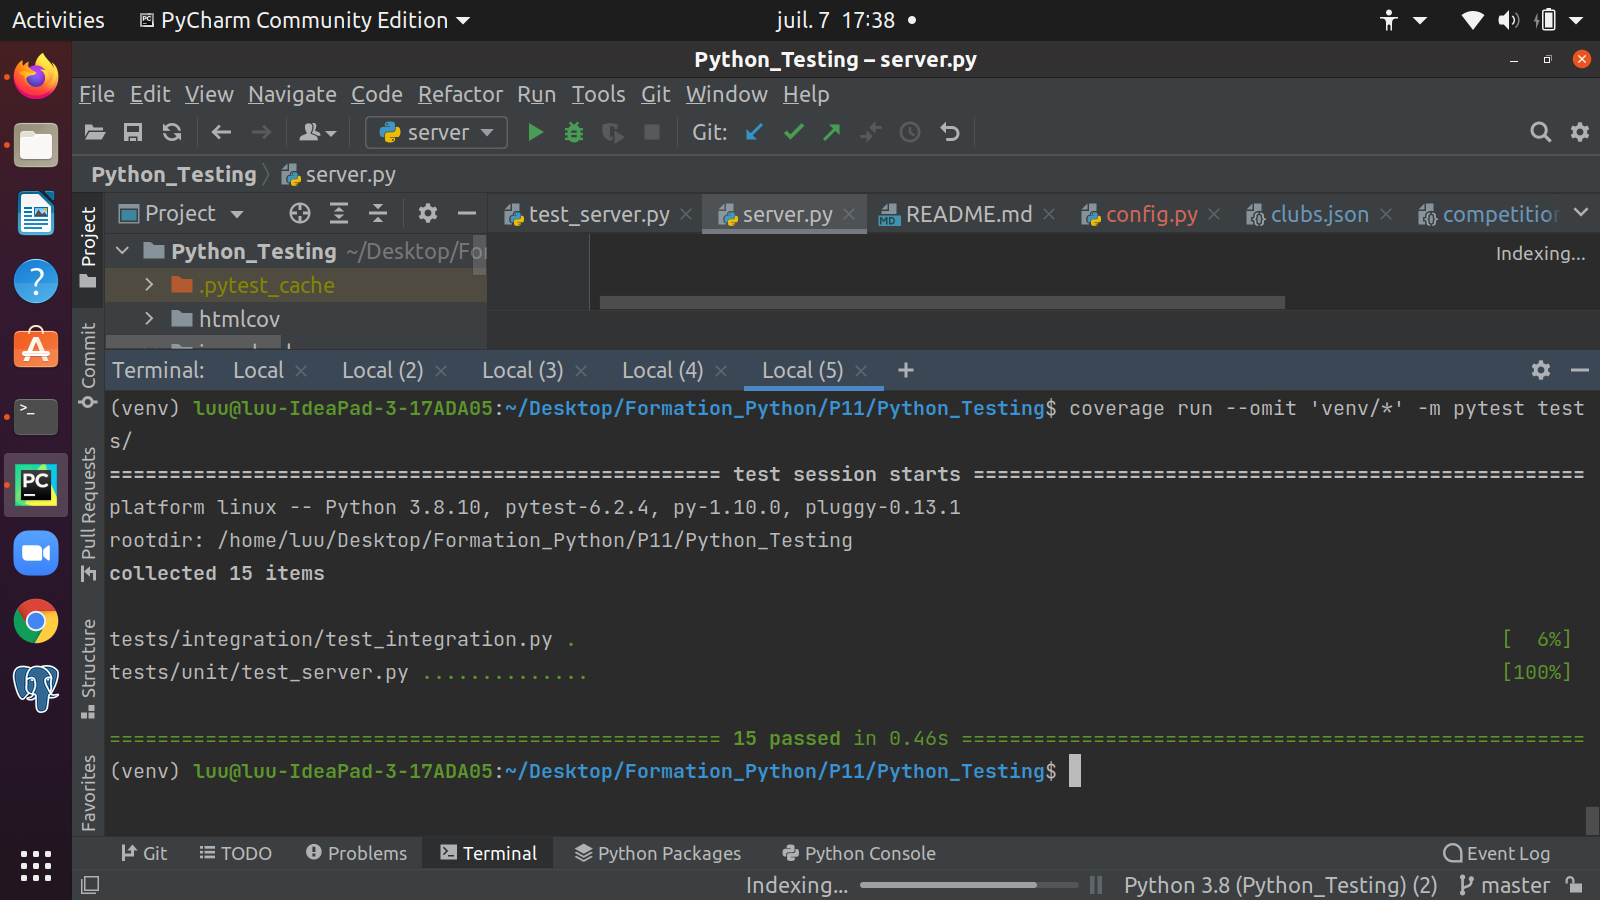 Activities
PyCharm Community Edition
juil. 7 17:38
Python_Testing – server.py
File Edit View Navigate Code Refactor Run Tools Git Window Help
server
Git:
Python_Testing
server.py
Project
test_server.py
server.py
README.md
config.py
clubs.json
competition
Python_Testing ~/Desktop/For
Indexing...
.pytest_cache
htmlcov
Project
Commit
Pull Requests
Structure
Favorites
Terminal: Local Local (2) Local (3) Local (4) Local (5)
(venv) luu@luu-IdeaPad-3-17ADA05:~/Desktop/Formation_Python/P11/Python_Testing$ coverage run --omit 'venv/*' -m pytest test
s/
=================================================== test session starts ===================================================
platform linux -- Python 3.8.10, pytest-6.2.4, py-1.10.0, pluggy-0.13.1
rootdir: /home/luu/Desktop/Formation_Python/P11/Python_Testing
collected 15 items
tests/integration/test_integration.py . [  6%]
tests/unit/test_server.py .............. [100%]
=================================================== 15 passed in 0.46s ====================================================
(venv) luu@luu-IdeaPad-3-17ADA05:~/Desktop/Formation_Python/P11/Python_Testing$
Git TODO Problems Terminal Python Packages Python Console Event Log
Indexing... Python 3.8 (Python_Testing) (2) master